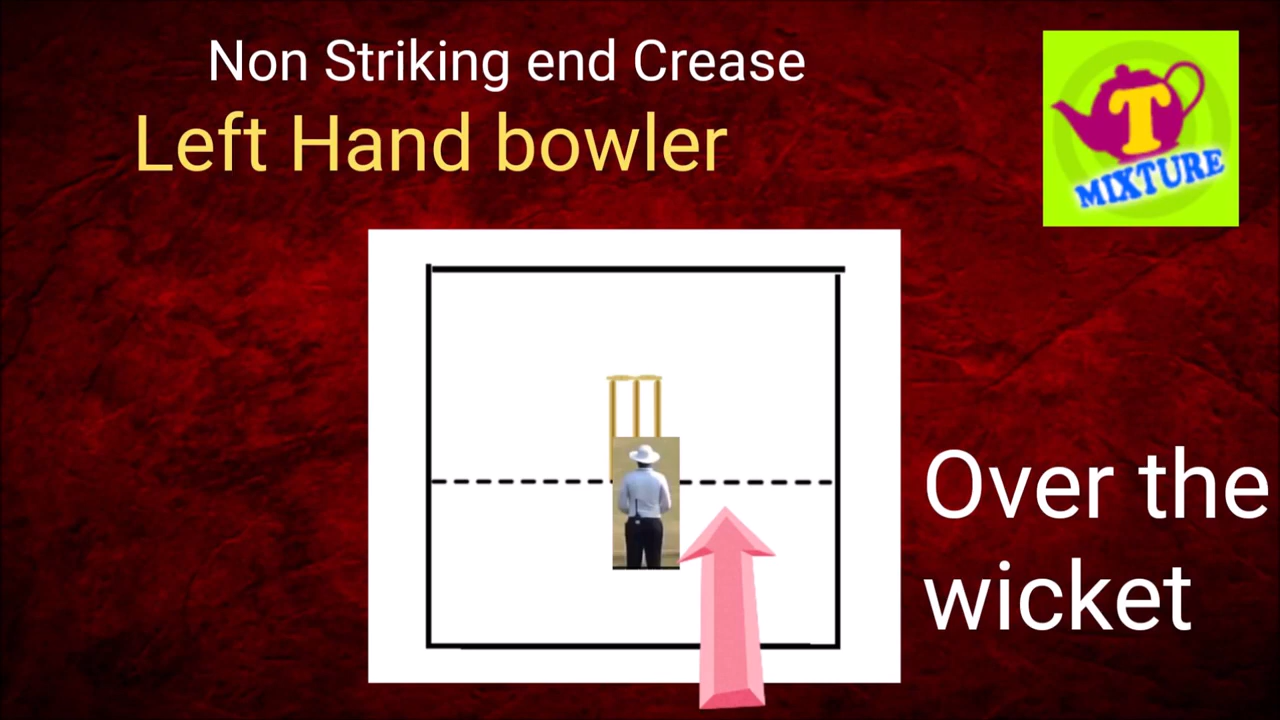 Non Striking end Crease
Left Hand bowler
T
MIXTURE
Over the
wicket